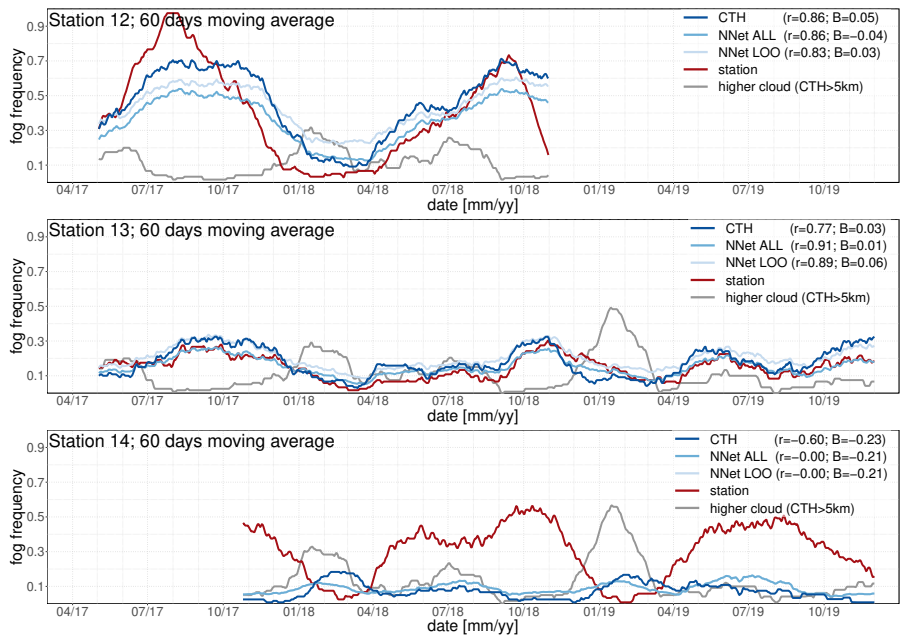 Station 12; 60 days moving average
CTH (r=0.86; B=0.05)
NNet ALL (r=0.86; B=−0.04)
NNet LOO (r=0.83; B=0.03)
station
higher cloud (CTH>5km)
fog frequency
0.9
0.7
0.5
0.3
0.1
04/17 07/17 10/17 01/18 04/18 07/18 10/18 01/19 04/19 07/19 10/19
date [mm/yy]
Station 13; 60 days moving average
CTH (r=0.77; B=0.03)
NNet ALL (r=0.91; B=0.01)
NNet LOO (r=0.89; B=0.06)
station
higher cloud (CTH>5km)
fog frequency
0.9
0.7
0.5
0.3
0.1
04/17 07/17 10/17 01/18 04/18 07/18 10/18 01/19 04/19 07/19 10/19
date [mm/yy]
Station 14; 60 days moving average
CTH (r=−0.60; B=−0.23)
NNet ALL (r=−0.00; B=−0.21)
NNet LOO (r=−0.00; B=−0.21)
station
higher cloud (CTH>5km)
fog frequency
0.9
0.7
0.5
0.3
0.1
04/17 07/17 10/17 01/18 04/18 07/18 10/18 01/19 04/19 07/19 10/19
date [mm/yy]